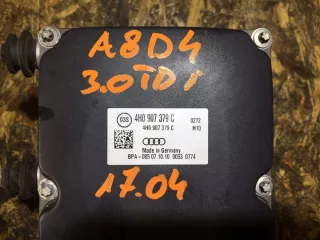 A8D4
3.0TDi
4H0 907 379 C 0272
4H0 907 379 C H10
Made in Germany
BPA-085 07.10.10 0053 0774
17.04